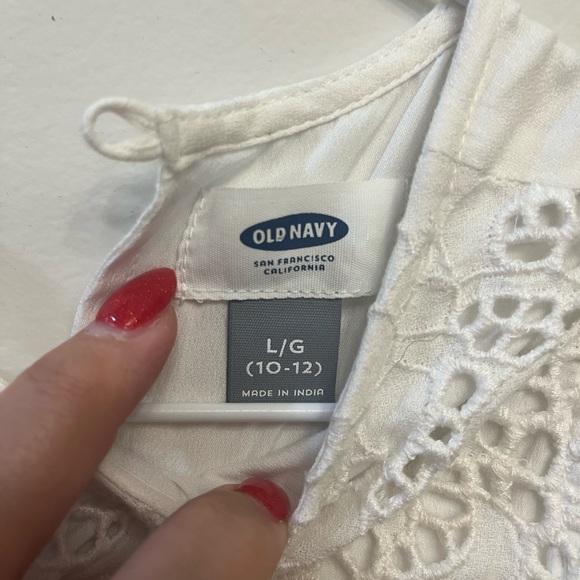 OLD NAVY
SAN FRANCISCO
CALIFORNIA
L/G
(10-12)
MADE IN INDIA